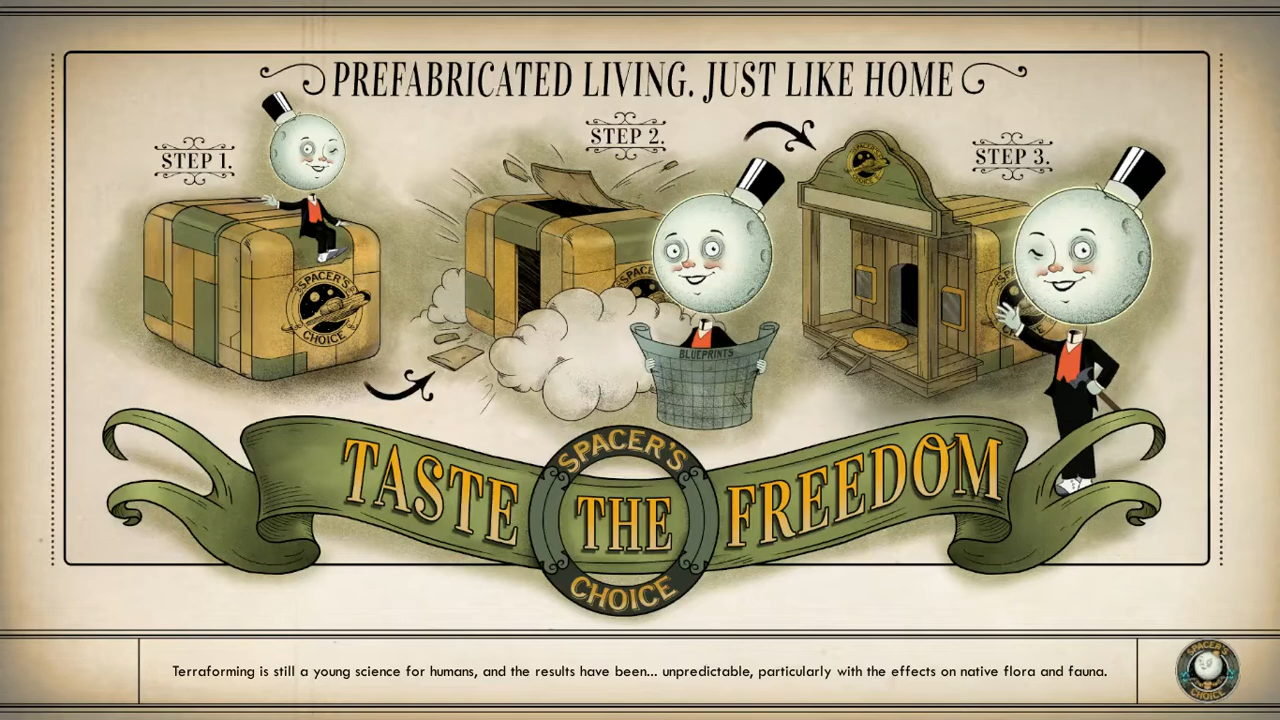 PREFABRICATED LIVING. JUST LIKE HOME
STEP 1.
STEP 2.
STEP 3.
SPACER'S
CHOICE
SPACER'S
BLUEPRINTS
TASTE THE FREEDOM
SPACER'S
CHOICE
Terraforming is still a young science for humans, and the results have been... unpredictable, particularly with the effects on native flora and fauna.
SPACER'S
CHOICE